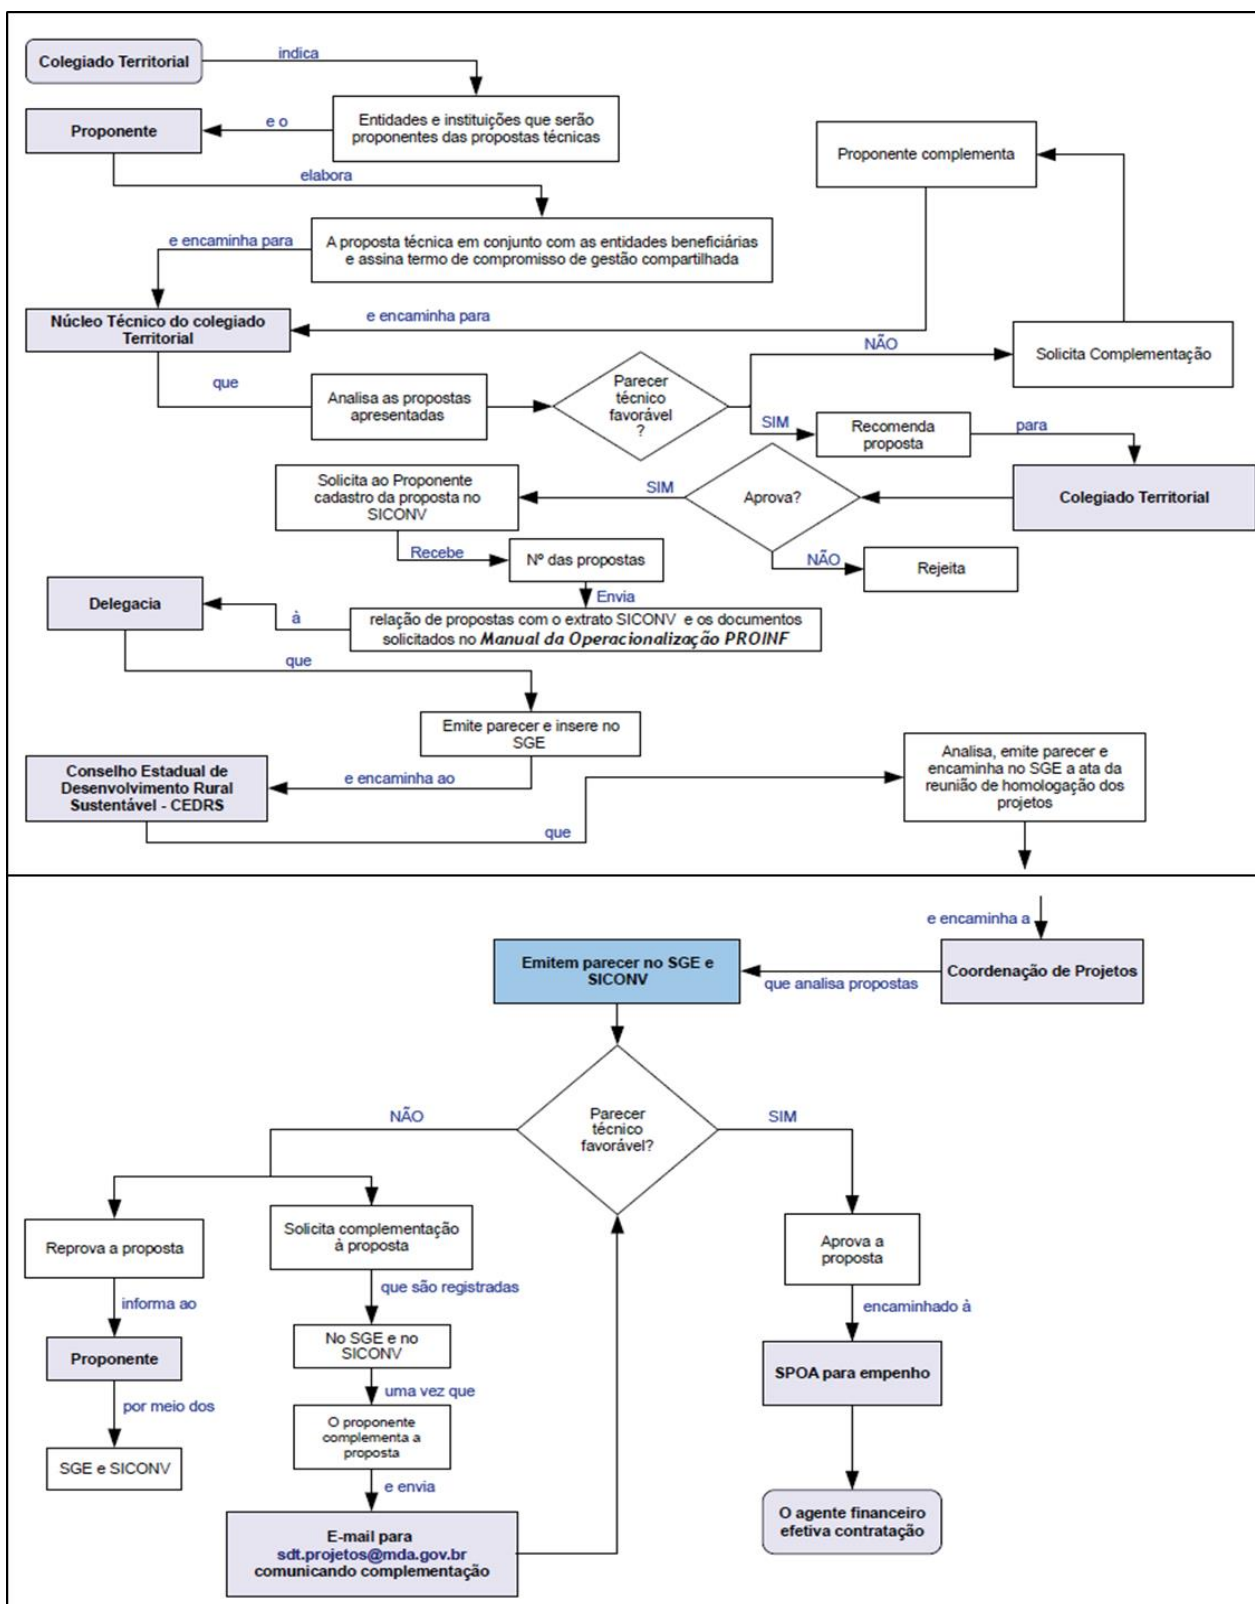 Colegiado Territorial
indica
Entidades e instituições que serão
proponentes das propostas técnicas
e o
Proponente
elabora
Proponente complementa
A proposta técnica em conjunto com as entidades beneficiárias
e assina termo de compromisso de gestão compartilhada
e encaminha para
Núcleo Técnico do colegiado
Territorial
e encaminha para
que
Analisa as propostas
apresentadas
Parecer
técnico
favorável
?
NÃO
Solicita Complementação
SIM
Recomenda
proposta
para
Colegiado Territorial
Aprova?
SIM
Solicita ao Proponente
cadastro da proposta no
SICONV
NÃO
Rejeita
Recebe
Nº das propostas
Envia
relação de propostas com o extrato SICONV e os documentos
solicitados no Manual da Operacionalização PROINF
à
Delegacia
que
Emite parecer e insere no
SGE
e encaminha ao
Conselho Estadual de
Desenvolvimento Rural
Sustentável - CEDRS
que
Analisa, emite parecer e
encaminha no SGE a ata da
reunião de homologação dos
projetos
e encaminha a
Coordenação de Projetos
que analisa propostas
Emitem parecer no SGE e
SICONV
Parecer
técnico
favorável?
NÃO
SIM
Reprova a proposta
informa ao
Proponente
por meio dos
SGE e SICONV
Solicita complementação
à proposta
que são registradas
No SGE e no
SICONV
uma vez que
O proponente
complementa a
proposta
e envia
E-mail para
sdt.projetos@mda.gov.br
comunicando complementação
Aprova a
proposta
encaminhado à
SPOA para empenho
O agente financeiro
efetiva contratação